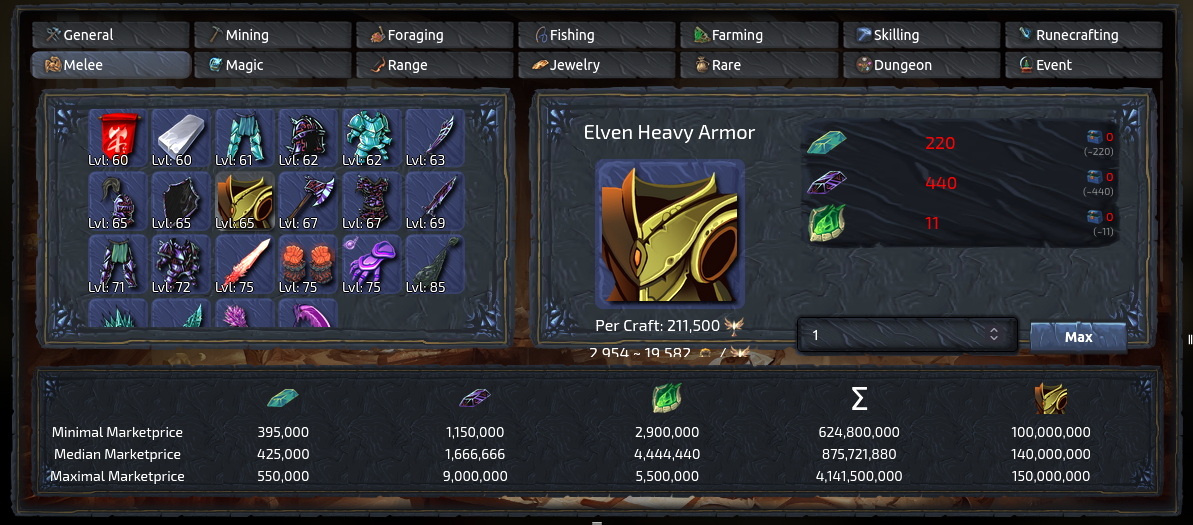 General Mining Foraging Fishing Farming Skilling Runecrafting
Melee Magic Range Jewelry Rare Dungeon Event
Lvl: 60 Lvl: 60 Lvl: 61 Lvl: 62 Lvl: 62 Lvl: 63
Lvl: 65 Lvl: 65 Lvl: 65 Lvl: 67 Lvl: 67 Lvl: 69
Lvl: 71 Lvl: 72 Lvl: 75 Lvl: 75 Lvl: 75 Lvl: 85
Elven Heavy Armor
Per Craft: 211,500
2,954 ~ 19,582 /
220 0
(-220)
440 0
(-440)
11 0
(-11)
1 Max
Σ
Minimal Marketprice 395,000 1,150,000 2,900,000 624,800,000 100,000,000
Median Marketprice 425,000 1,666,666 4,444,440 875,721,880 140,000,000
Maximal Marketprice 550,000 9,000,000 5,500,000 4,141,500,000 150,000,000